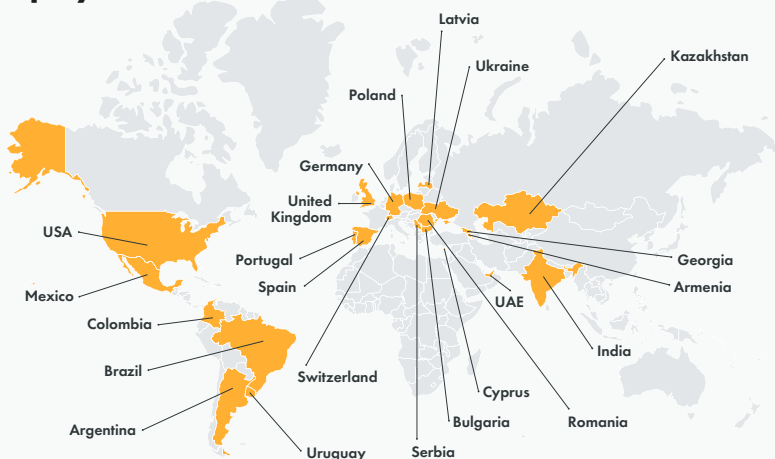 Latvia
Ukraine
Kazakhstan
Poland
Germany
United
Kingdom
USA
Portugal
Georgia
Spain
Armenia
Mexico
UAE
Colombia
India
Brazil
Switzerland
Cyprus
Bulgaria
Romania
Argentina
Uruguay
Serbia